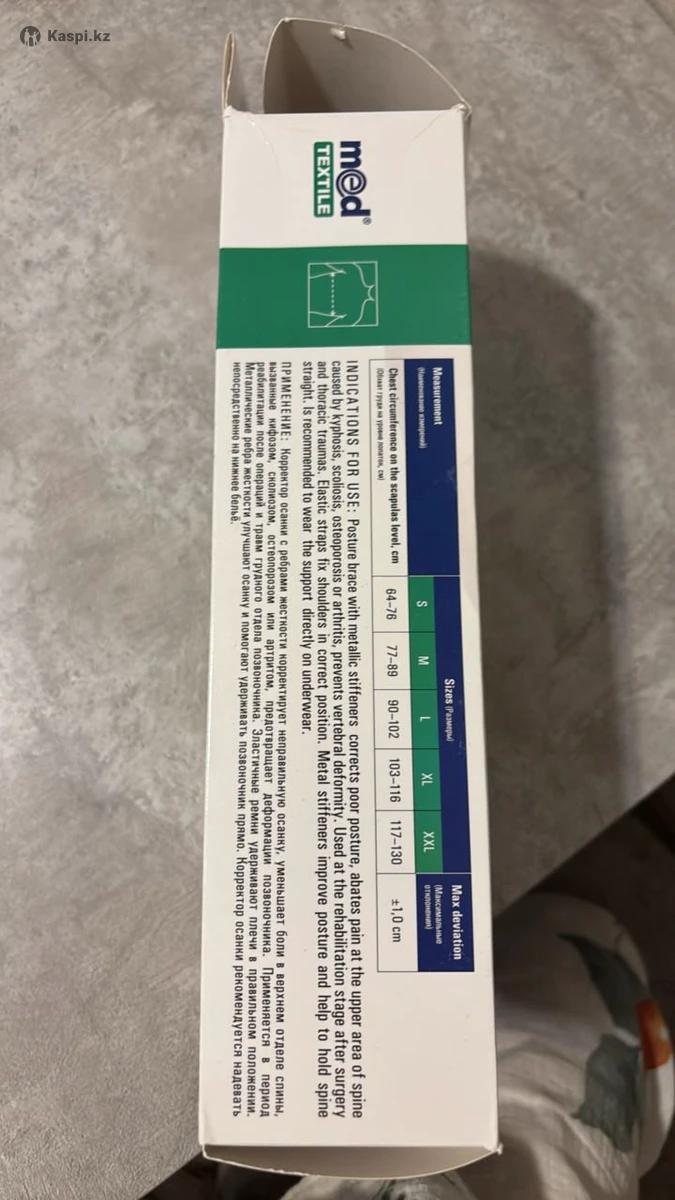 Kaspi.kz
med®
TEXTILE
Measurement
(Наименование измерений)
Sizes (Размеры)
Max deviation
(Максимальные
отклонения)
S M L XL XXL
Chest circumference on the scapulas level, cm
(Обхват груди на уровне лопаток, см)
64–76 77–89 90–102 103–116 117–130 ±1,0 cm
INDICATIONS FOR USE: Posture brace with metallic stiffeners corrects poor posture, abates pain at the upper area of spine
caused by kyphosis, scoliosis, osteoporosis or arthritis, prevents vertebral deformity. Used at the rehabilitation stage after surgery
and thoracic traumas. Elastic straps fix shoulders in correct position. Metal stiffeners improve posture and help to hold spine
straight. Is recommended to wear the support directly on underwear.
ПРИМЕНЕНИЕ: Корректор осанки с ребрами жесткости корректирует неправильную осанку, уменьшает боли в верхнем отделе спины,
вызванные кифозом, сколиозом, остеопорозом или артритом, предотвращает деформации позвоночника. Применяется в период
реабилитации после операций и травм грудного отдела позвоночника. Эластичные ремни удерживают плечи в правильном положении.
Металлические ребра жесткости улучшают осанку и помогают удерживать позвоночник прямо. Корректор осанки рекомендуется надевать
непосредственно на нижнее бельё.